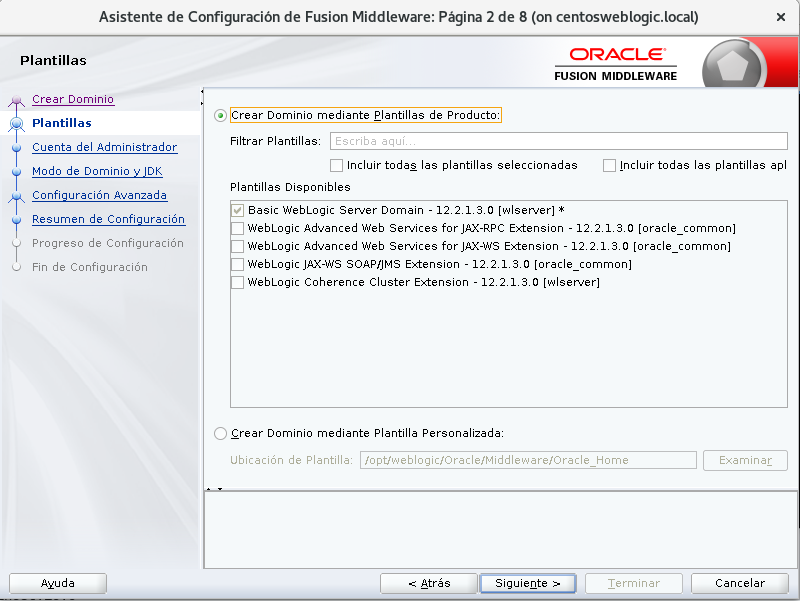 Asistente de Configuración de Fusion Middleware: Página 2 de 8 (on centosweblogic.local)
Plantillas
ORACLE
FUSION MIDDLEWARE
Crear Dominio
Plantillas
Cuenta del Administrador
Modo de Dominio y JDK
Configuración Avanzada
Resumen de Configuración
Progreso de Configuración
Fin de Configuración
Crear Dominio mediante Plantillas de Producto:
Filtrar Plantillas: Escriba aquí...
Incluir todas las plantillas seleccionadas Incluir todas las plantillas apl
Plantillas Disponibles
Basic WebLogic Server Domain - 12.2.1.3.0 [wlserver] *
WebLogic Advanced Web Services for JAX-RPC Extension - 12.2.1.3.0 [oracle_common]
WebLogic Advanced Web Services for JAX-WS Extension - 12.2.1.3.0 [oracle_common]
WebLogic JAX-WS SOAP/JMS Extension - 12.2.1.3.0 [oracle_common]
WebLogic Coherence Cluster Extension - 12.2.1.3.0 [wlserver]
Crear Dominio mediante Plantilla Personalizada:
Ubicación de Plantilla: /opt/weblogic/Oracle/Middleware/Oracle_Home Examinar
Ayuda < Atrás Siguiente > Terminar Cancelar